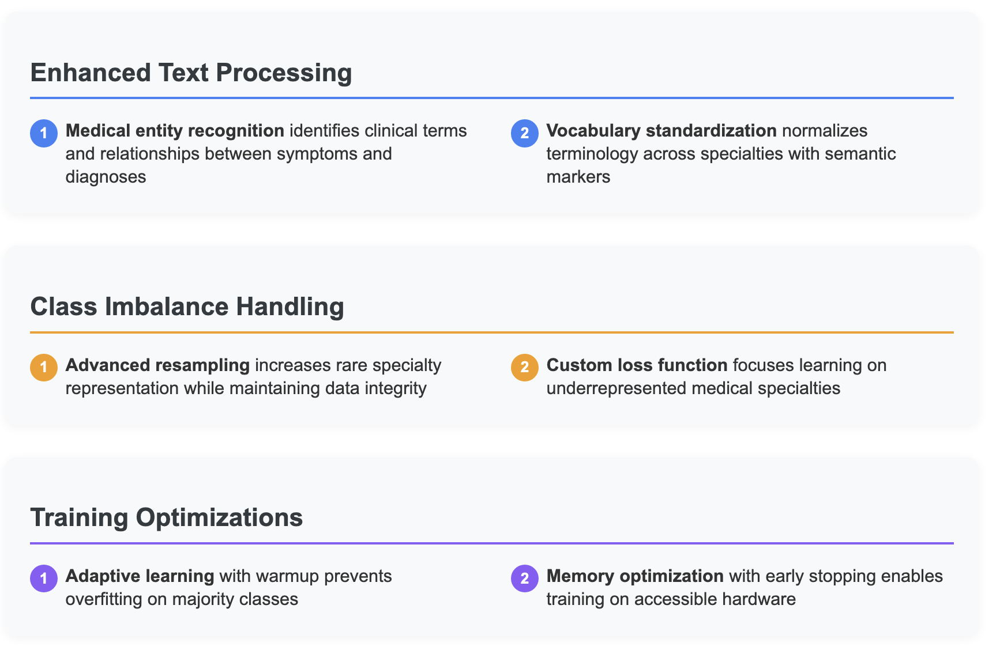 Enhanced Text Processing
1
Medical entity recognition identifies clinical terms
and relationships between symptoms and
diagnoses
2
Vocabulary standardization normalizes
terminology across specialties with semantic
markers
Class Imbalance Handling
1
Advanced resampling increases rare specialty
representation while maintaining data integrity
2
Custom loss function focuses learning on
underrepresented medical specialties
Training Optimizations
1
Adaptive learning with warmup prevents
overfitting on majority classes
2
Memory optimization with early stopping enables
training on accessible hardware